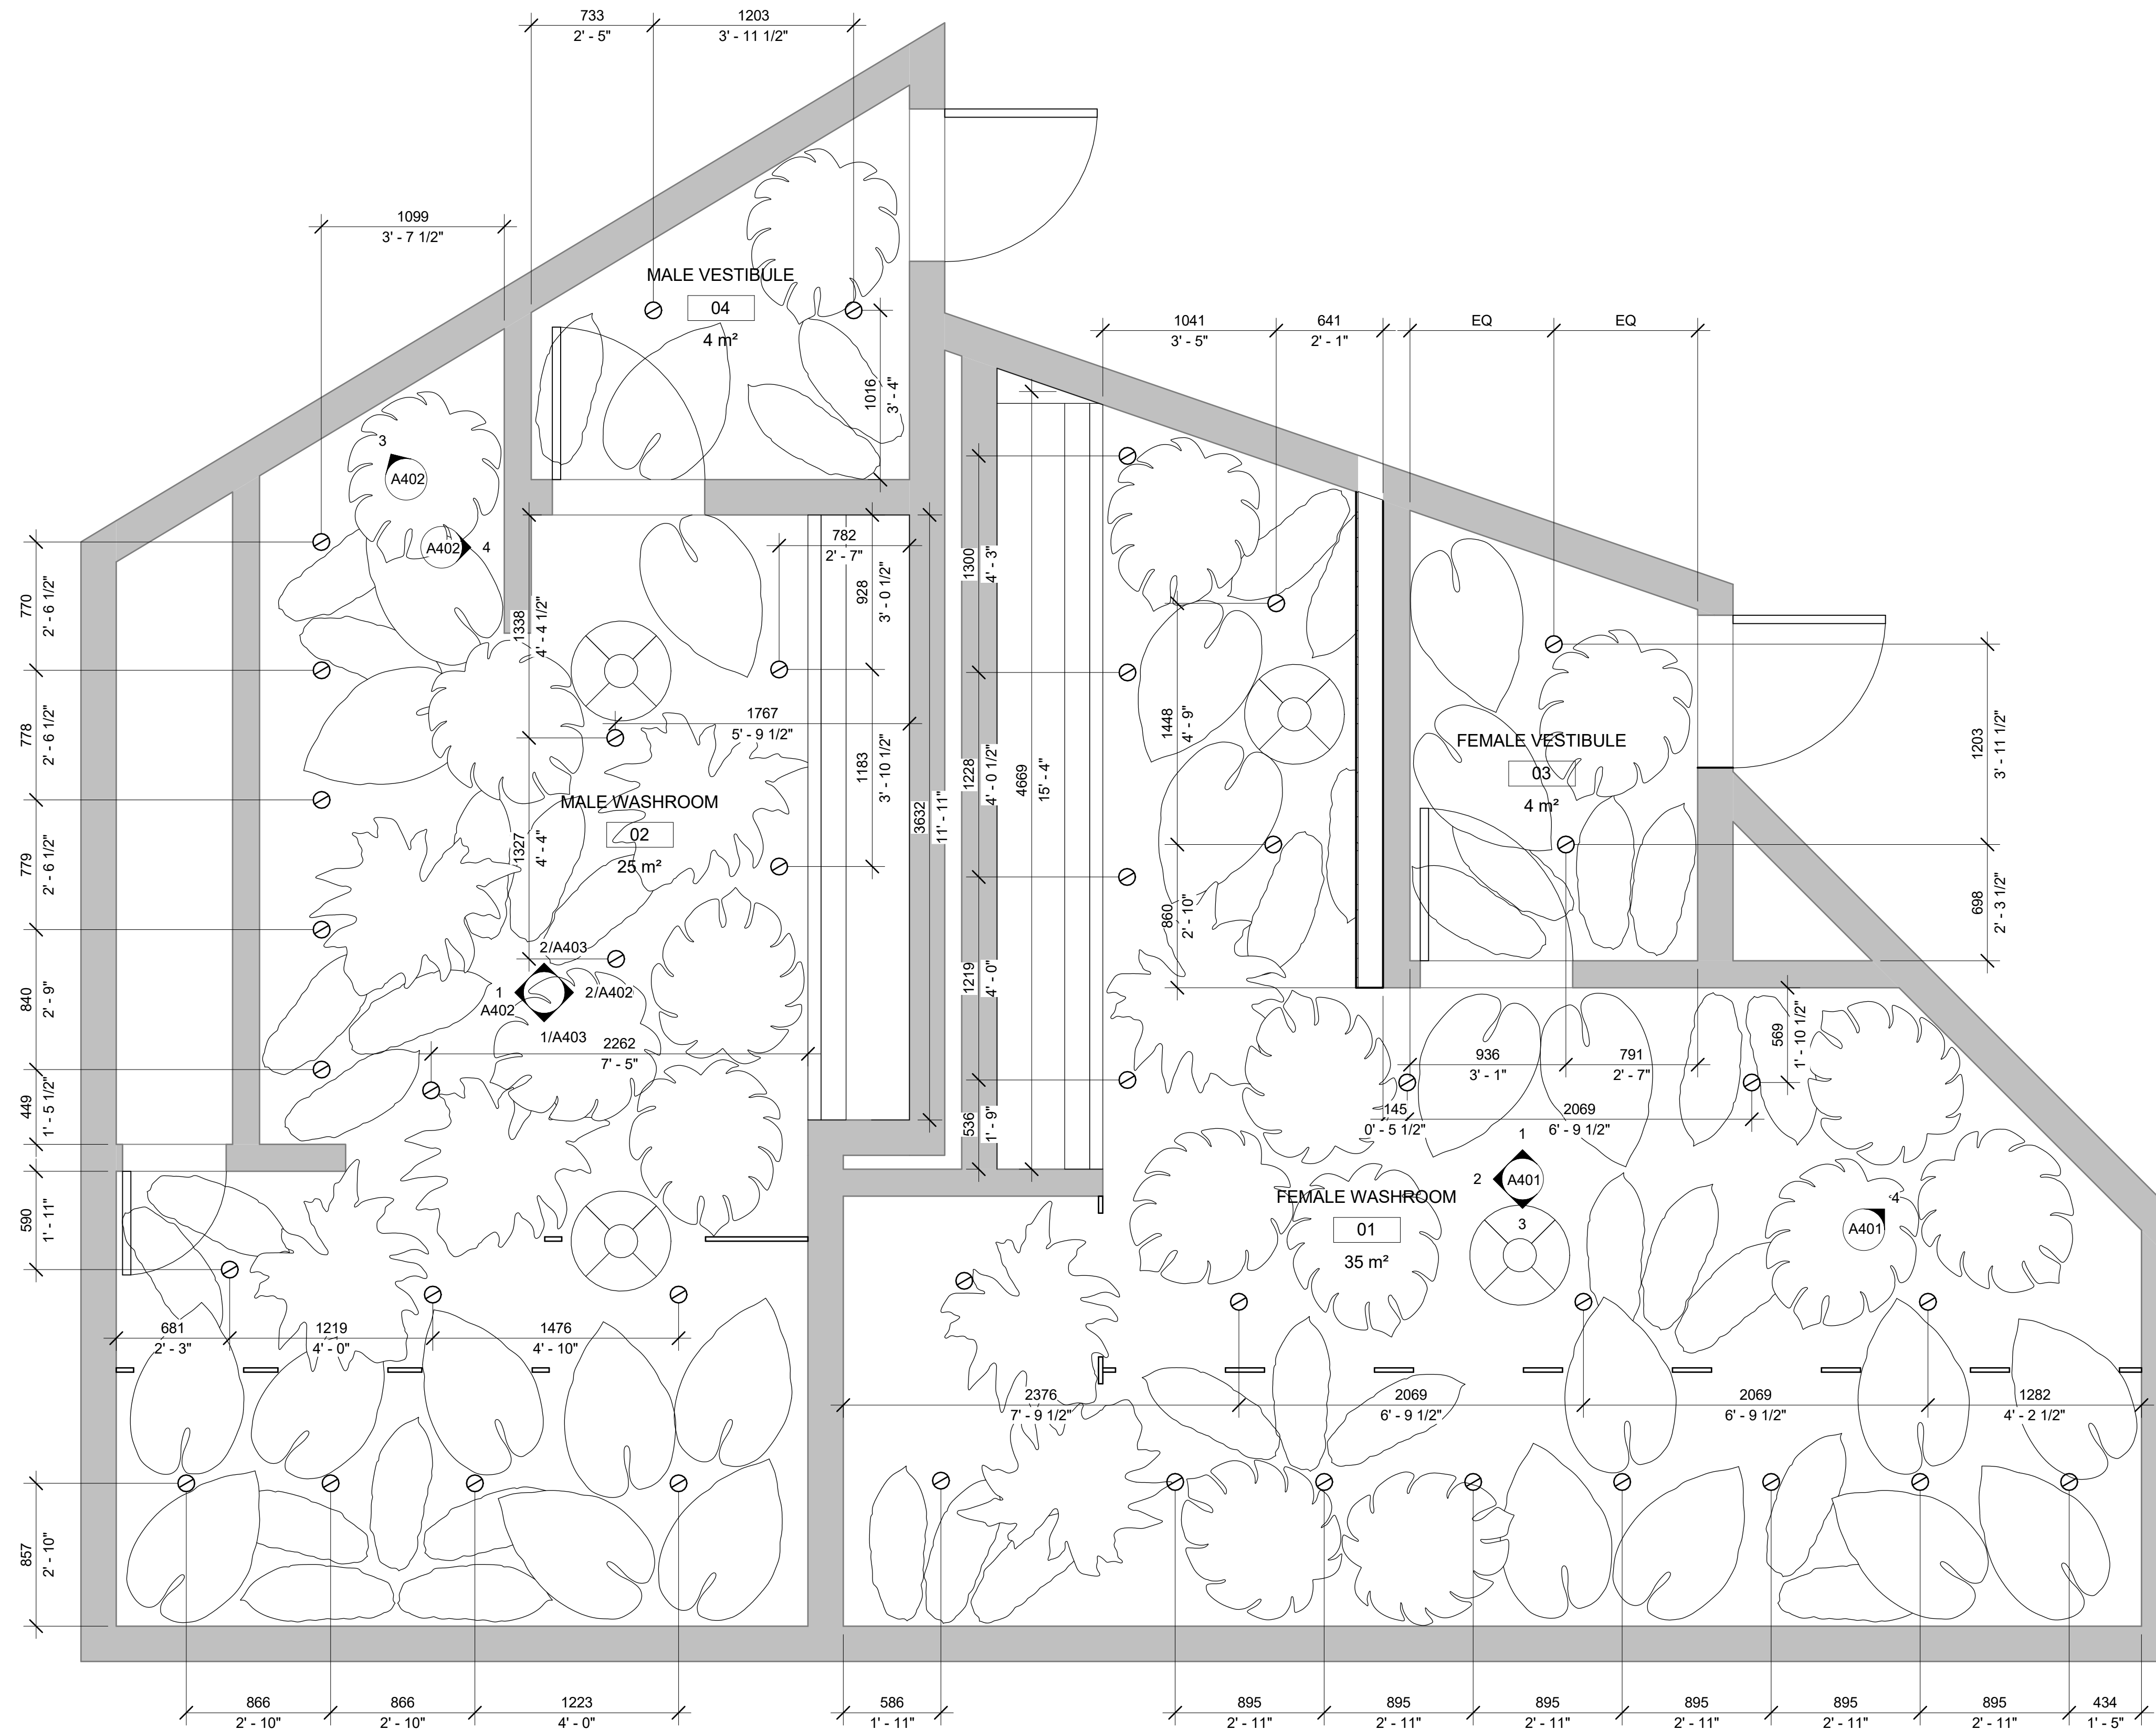 733
2' - 5"
1203
3' - 11 1/2"
1099
3' - 7 1/2"
MALE VESTIBULE
04
4 m²
1016
3' - 4"
1041
3' - 5"
641
2' - 1"
EQ
EQ
3
A402
A402
4
782
2' - 7"
928
3' - 0 1/2"
1338
4' - 4 1/2"
1300
4' - 3"
770
2' - 6 1/2"
778
2' - 6 1/2"
779
2' - 6 1/2"
840
2' - 9"
449
1' - 5 1/2"
590
1' - 11"
857
2' - 10"
1767
5' - 9 1/2"
1183
3' - 10 1/2"
MALE WASHROOM
02
25 m²
1327
4' - 4"
3632
11' - 11"
1228
4' - 0 1/2"
4669
15' - 4"
1448
4' - 9"
860
2' - 10"
1219
4' - 0"
536
1' - 9"
FEMALE VESTIBULE
03
4 m²
1203
3' - 11 1/2"
698
2' - 3 1/2"
2/A403
1
A402
2/A402
1/A403
2262
7' - 5"
936
3' - 1"
791
2' - 7"
569
1' - 10 1/2"
145
0' - 5 1/2"
2069
6' - 9 1/2"
1
2
A401
3
FEMALE WASHROOM
01
35 m²
4
A401
681
2' - 3"
1219
4' - 0"
1476
4' - 10"
2376
7' - 9 1/2"
2069
6' - 9 1/2"
2069
6' - 9 1/2"
1282
4' - 2 1/2"
866
2' - 10"
866
2' - 10"
1223
4' - 0"
586
1' - 11"
895
2' - 11"
895
2' - 11"
895
2' - 11"
895
2' - 11"
895
2' - 11"
895
2' - 11"
434
1' - 5"